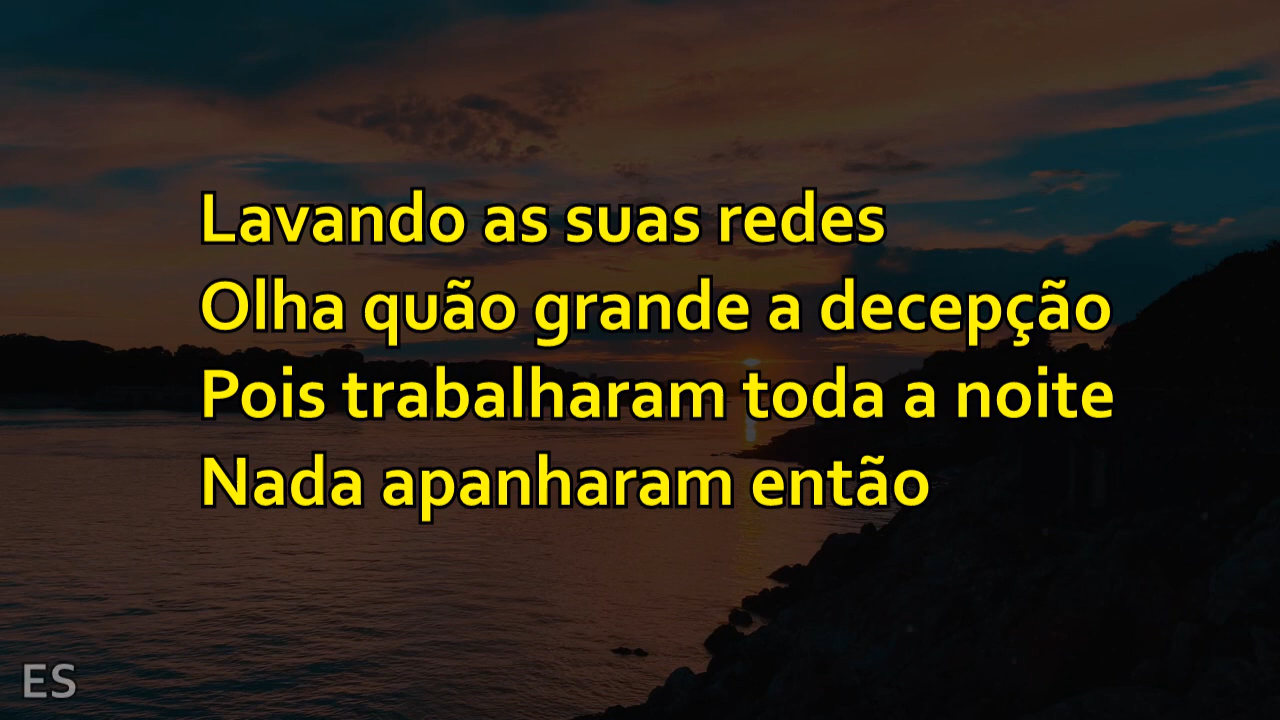 Lavando as suas redes
Olha quão grande a decepção
Pois trabalharam toda a noite
Nada apanharam então
ES